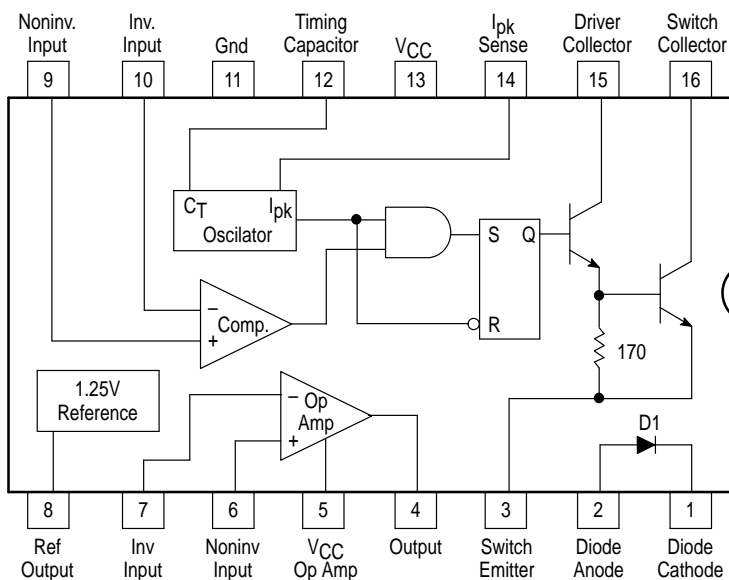 Noninv. Inv. Timing Ipk Driver Switch
Input Input Gnd Capacitor VCC Sense Collector Collector
9 10 11 12 13 14 15 16
CT Ipk
Oscilator
S Q
R
–
Comp.
+
170
1.25V
Reference
– Op
Amp
+
D1
8 7 6 5 4 3 2 1
Ref Inv Noninv VCC Output Switch Diode Diode
Output Input Input Op Amp Emitter Anode Cathode